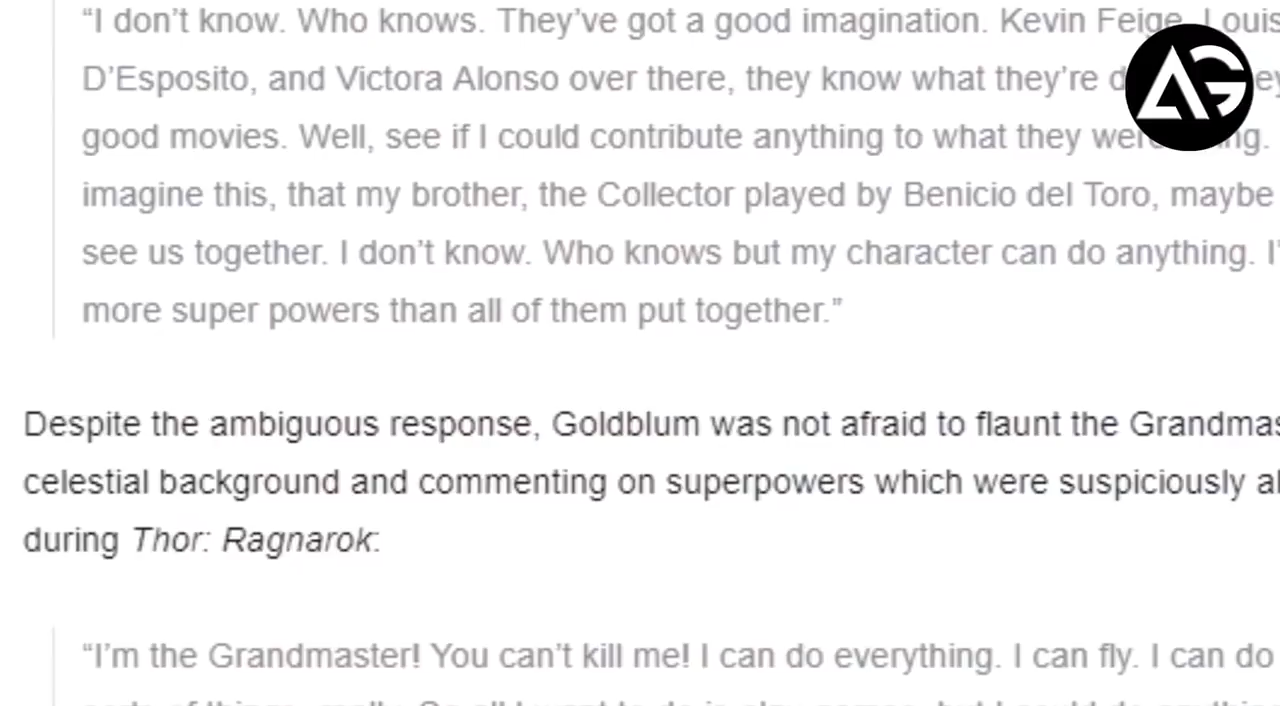 “I don’t know. Who knows. They’ve got a good imagination. Kevin Feige, Louis
D’Esposito, and Victora Alonso over there, they know what they’re
good movies. Well, see if I could contribute anything to what they
imagine this, that my brother, the Collector played by Benicio del Toro, maybe
see us together. I don’t know. Who knows but my character can do anything.
more super powers than all of them put together.”
AG
Despite the ambiguous response, Goldblum was not afraid to flaunt the
celestial background and commenting on superpowers which were suspiciously
during Thor: Ragnarok:
“I’m the Grandmaster! You can’t kill me! I can do everything. I can fly. I can do